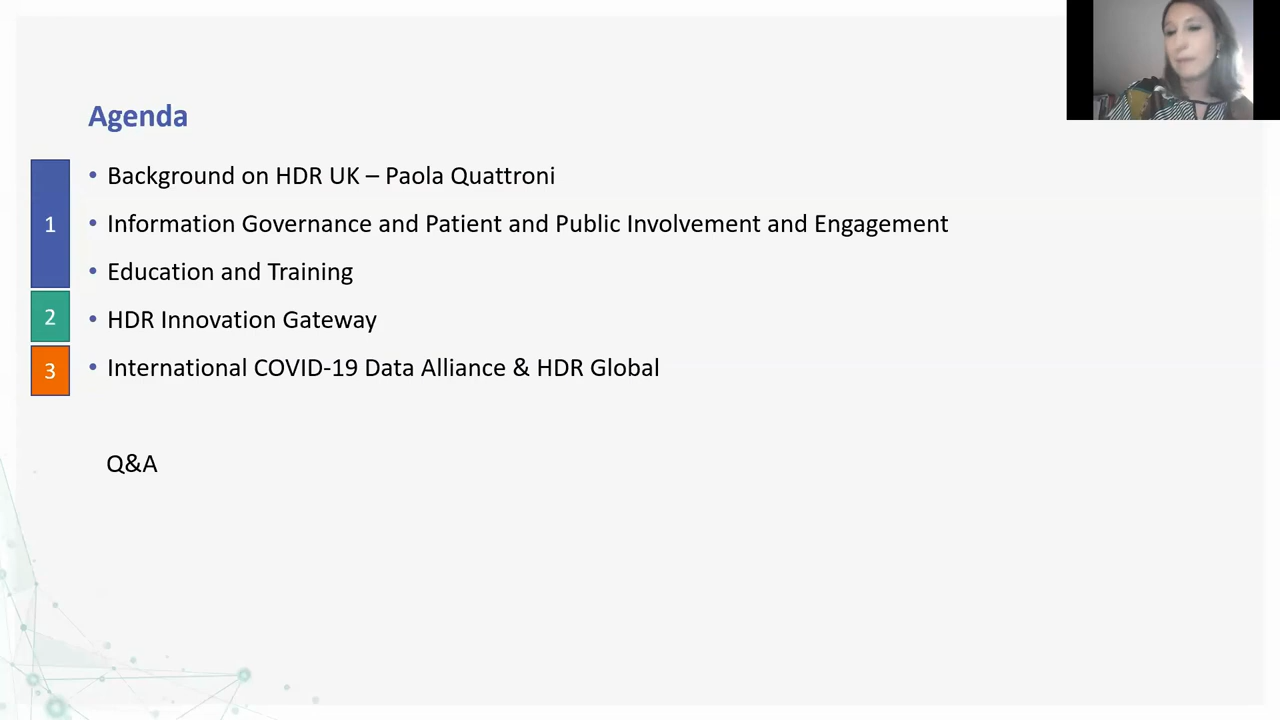 Agenda
1
• Background on HDR UK – Paola Quattroni
• Information Governance and Patient and Public Involvement and Engagement
• Education and Training
2
• HDR Innovation Gateway
3
• International COVID-19 Data Alliance & HDR Global
Q&A